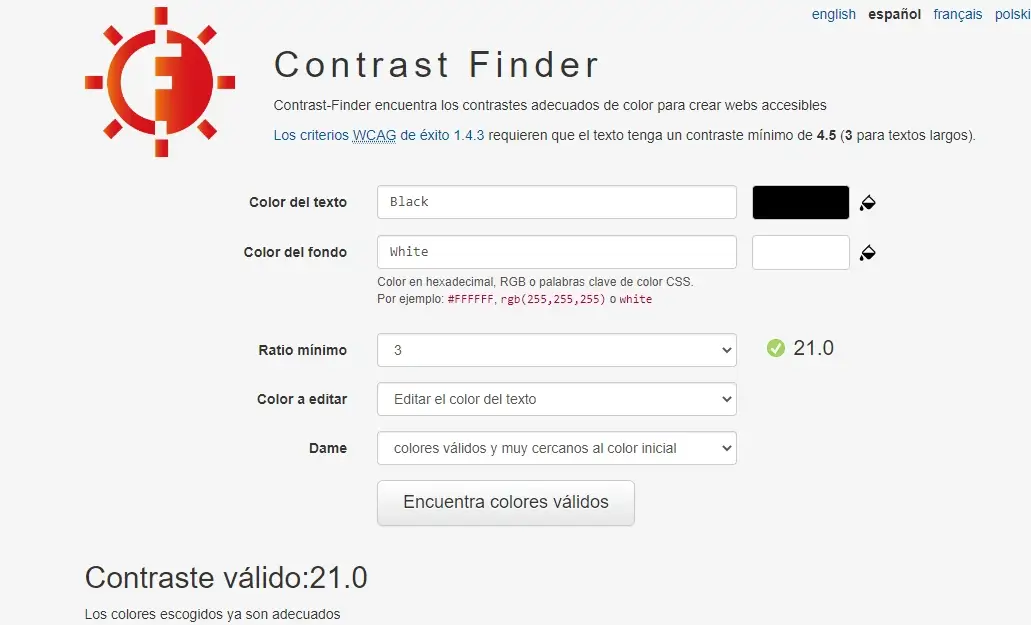 english español français polski
Contrast Finder
Contrast-Finder encuentra los contrastes adecuados de color para crear webs accesibles
Los criterios WCAG de éxito 1.4.3 requieren que el texto tenga un contraste mínimo de 4.5 (3 para textos largos).
Color del texto Black
Color del fondo White
Color en hexadecimal, RGB o palabras clave de color CSS.
Por ejemplo: #FFFFFF, rgb(255,255,255) o white
Ratio mínimo 3 21.0
Color a editar Editar el color del texto
Dame colores válidos y muy cercanos al color inicial
Encuentra colores válidos
Contraste válido:21.0
Los colores escogidos ya son adecuados